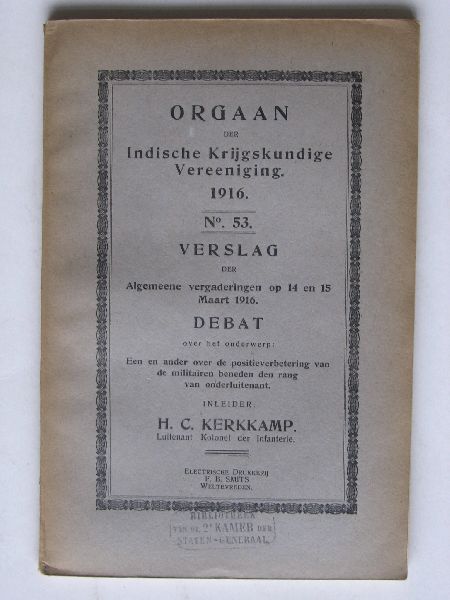 ORGAAN
DER
Indische Krijgskundige
Vereeniging.
1916.
No. 53.
VERSLAG
DER
Algemeene vergaderingen op 14 en 15
Maart 1916.
DEBAT
over het onderwerp:
Een en ander over de positieverbetering van
de militairen beneden den rang
van onderluitenant.
INLEIDER:
H. C. KERKKAMP.
Luitenant Kolonel der Infanterie.
ELECTRISCHE DRUKKERIJ
F. B. SMITS
WELTEVREDEN.
BIBLIOTHEEK
VAN DE 2e KAMER DER
STATEN-GENERAAL